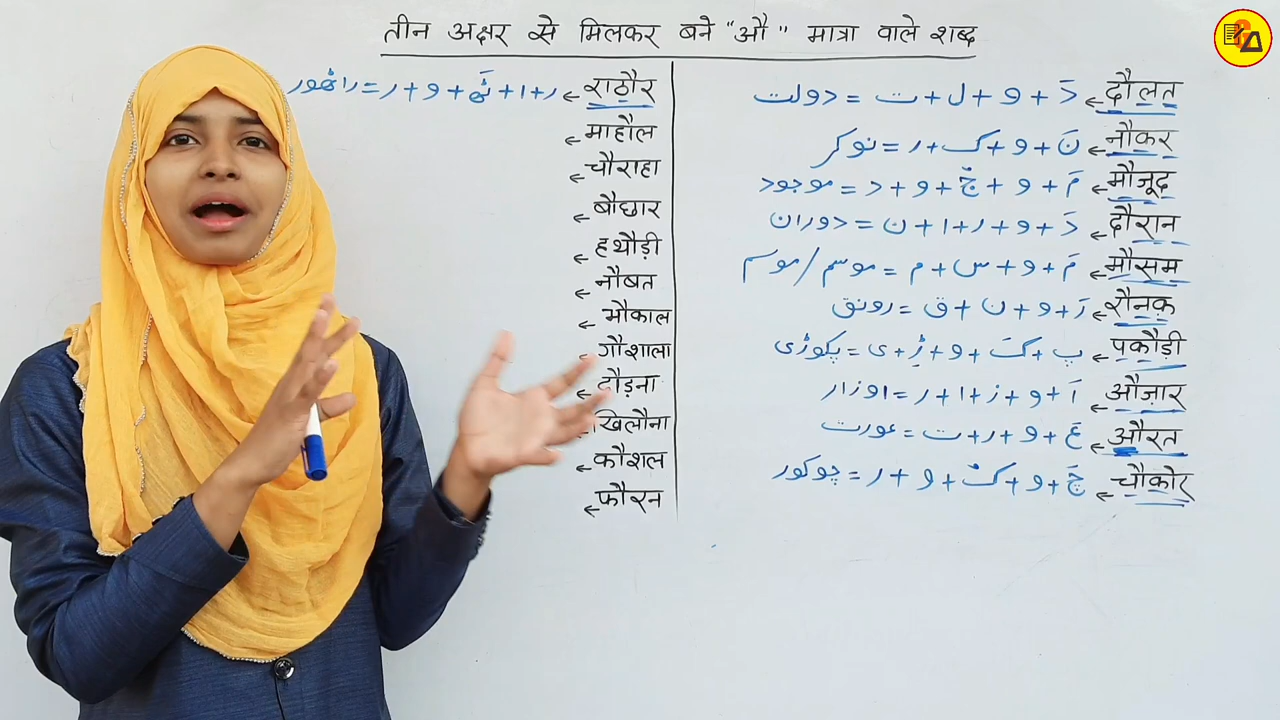 तीन अक्षर से मिलकर बने "औ" मात्रा वाले शब्द
दौलत ← دَ + و + ل + ت = دولت
नौकर ← نَ + و + ک + ر = نوکر
मौजूद ← مَ + و + جُ + و + د = موجود
दौरान ← دَ + و + ر + ا + ن = دوران
मौसम ← مَ + و + س + م = موسم / موسم
रौनक़ ← رَ + و + ن + ق = رونق
पकौड़ी ← پ + کَ + و + ڑِ + ی = پکوڑی
औज़ार ← اَ + و + ز + ا + ر = اوزار
औरत ← عَ + و + ر + ت = عورت
चौकोर ← چَ + و + کُ + و + ر = چوکور
राठौर ← ر + ا + ٹھَ + و + ر = راٹھور
माहौल ←
चौराहा ←
बौछार ←
हथौड़ी ←
नौबत ←
भौकाल ←
गौशाला ←
दौड़ना ←
खिलौना
कौशल ←
फ़ौरन ←